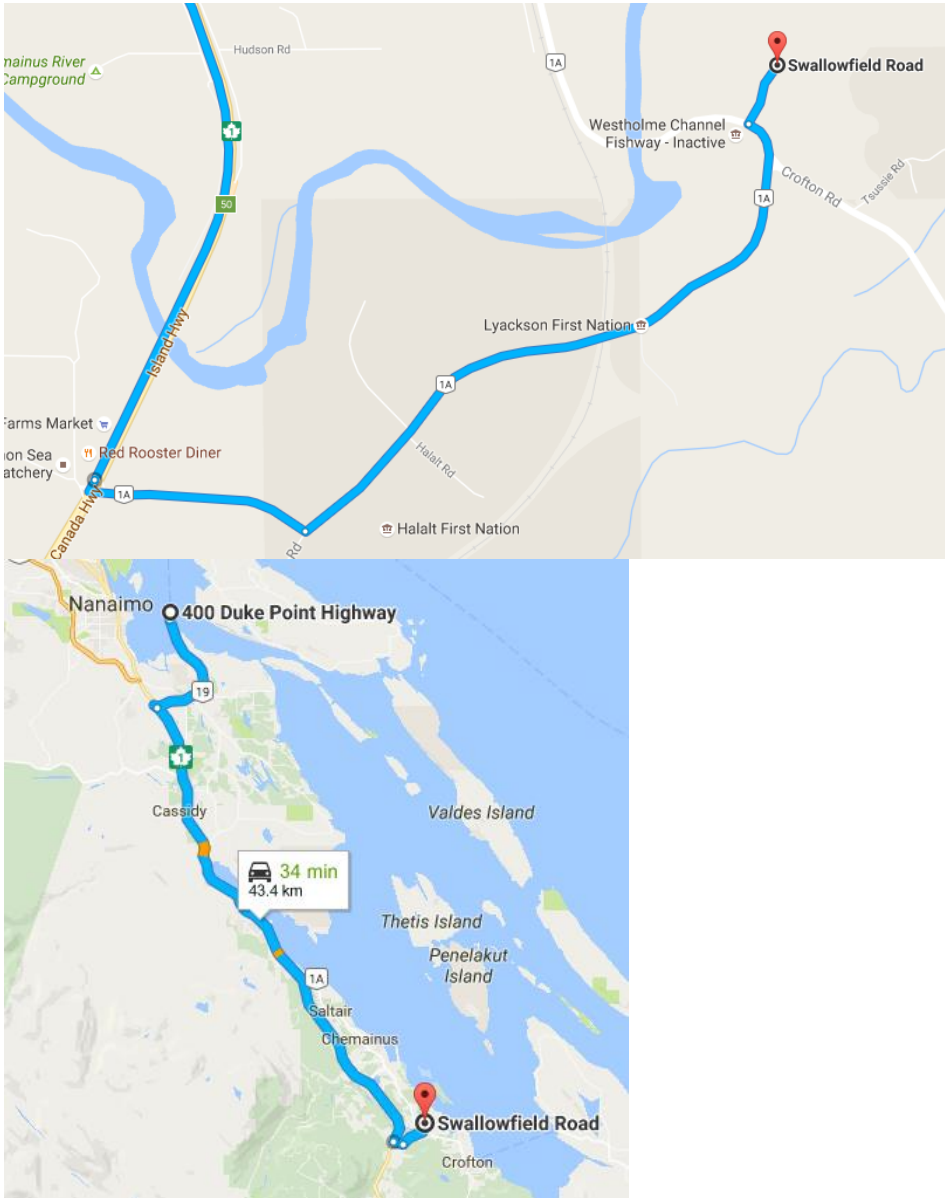 Hudson Rd
mainus River
Campground
1A
Swallowfield Road
1
Westholme Channel
Fishway - Inactive
Crofton Rd
Tsussie Rd
50
1A
Island Hwy
Lyackson First Nation
1A
Farms Market
Red Rooster Diner
non Sea
atchery
Halalt Rd
1A
Canada Hwy
Halalt First Nation
Rd
Nanaimo
400 Duke Point Highway
19
1
Cassidy
Valdes Island
34 min
43.4 km
Thetis Island
Penelakut
Island
1A
Saltair
Chemainus
Swallowfield Road
Crofton